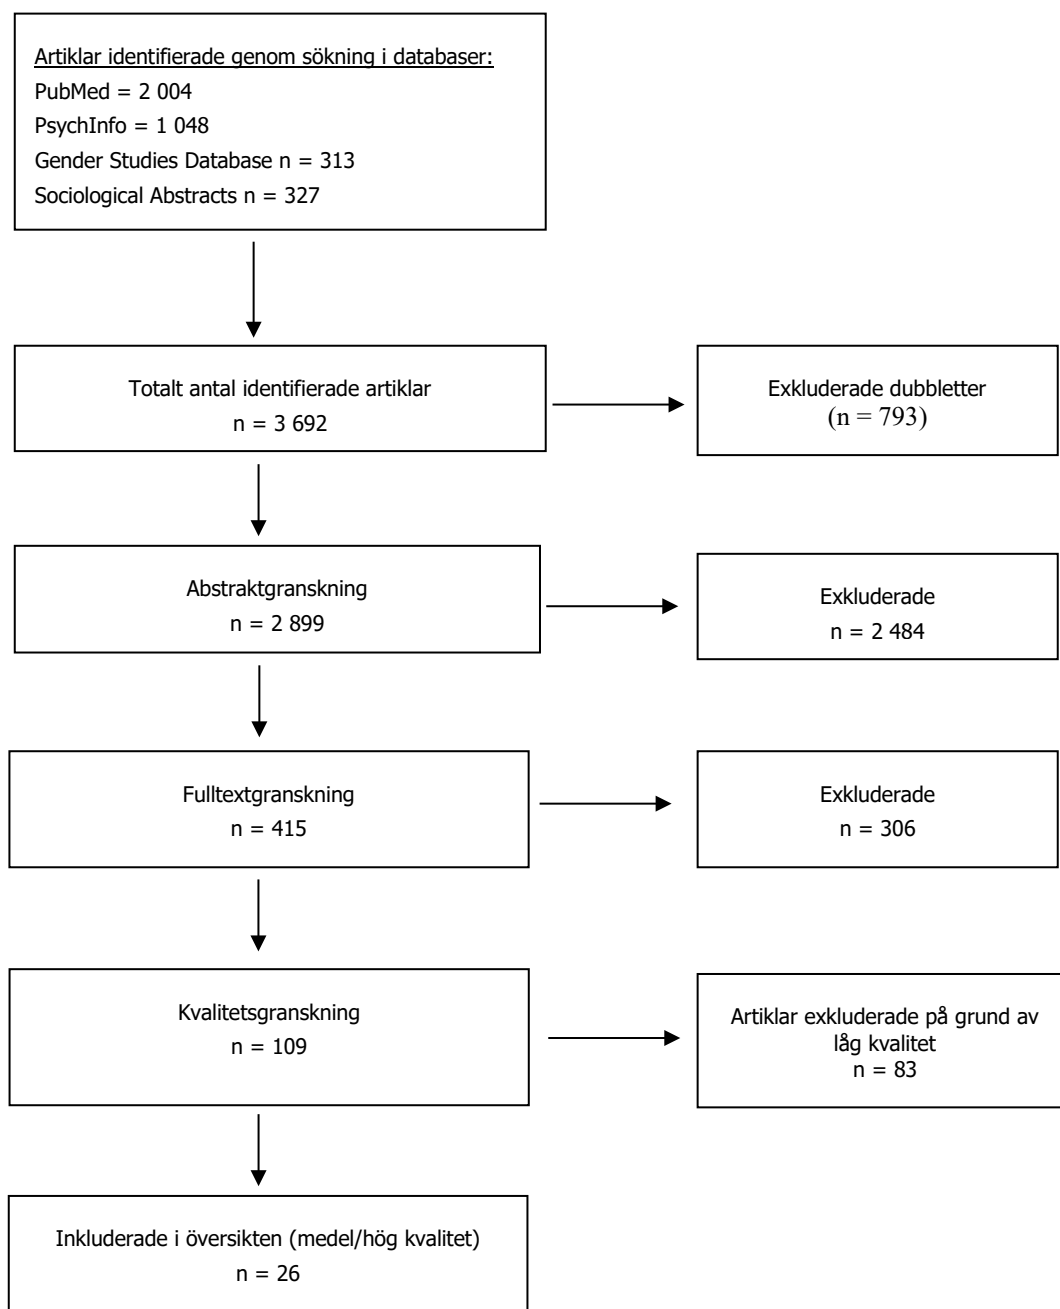 Artiklar identifierade genom sökning i databaser:
PubMed = 2 004
PsychInfo = 1 048
Gender Studies Database n = 313
Sociological Abstracts n = 327
Totalt antal identifierade artiklar
n = 3 692
Exkluderade dubbletter
(n = 793)
Abstraktgranskning
n = 2 899
Exkluderade
n = 2 484
Fulltextgranskning
n = 415
Exkluderade
n = 306
Kvalitetsgranskning
n = 109
Artiklar exkluderade på grund av
låg kvalitet
n = 83
Inkluderade i översikten (medel/hög kvalitet)
n = 26